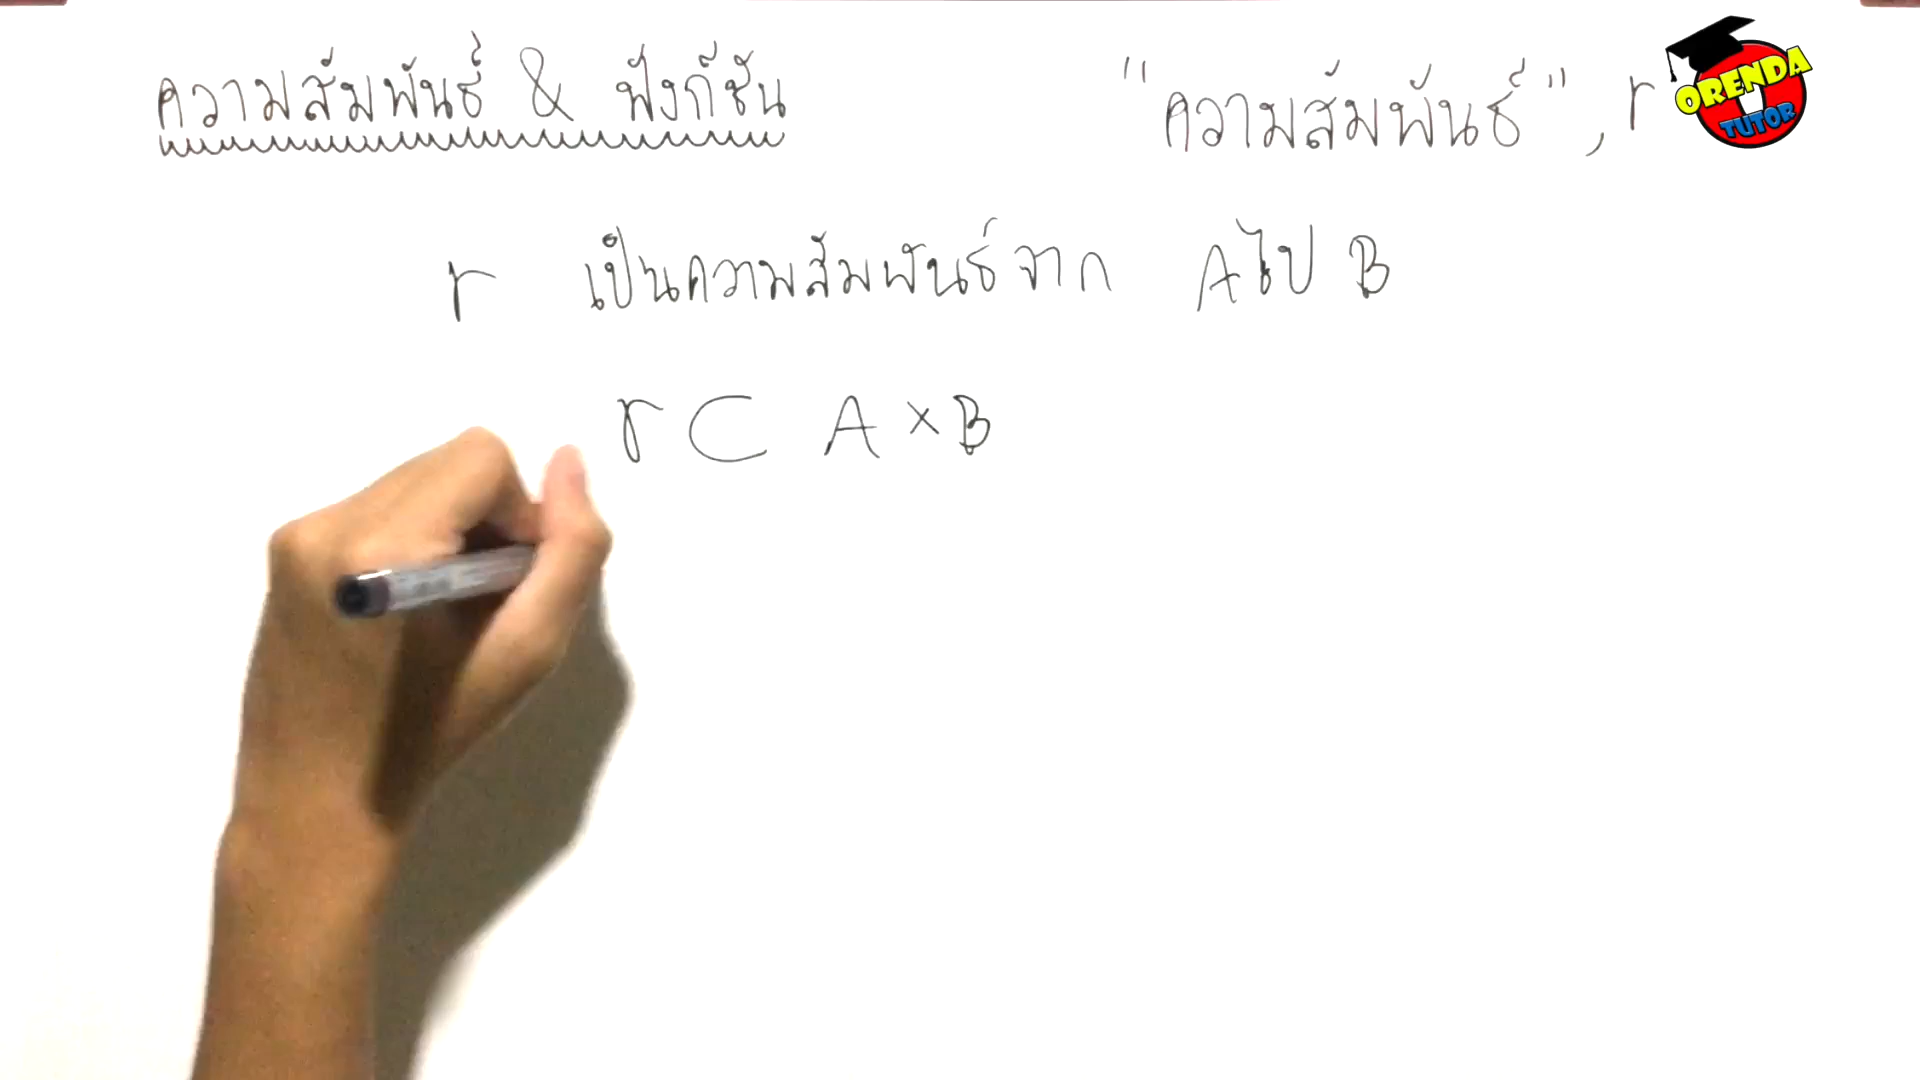 ความสัมพันธ์ & ฟังก์ชัน
"ความสัมพันธ์", r
ORENDA
TUTOR
r เป็นความสัมพันธ์จาก A ไป B
r ⊂ A × B